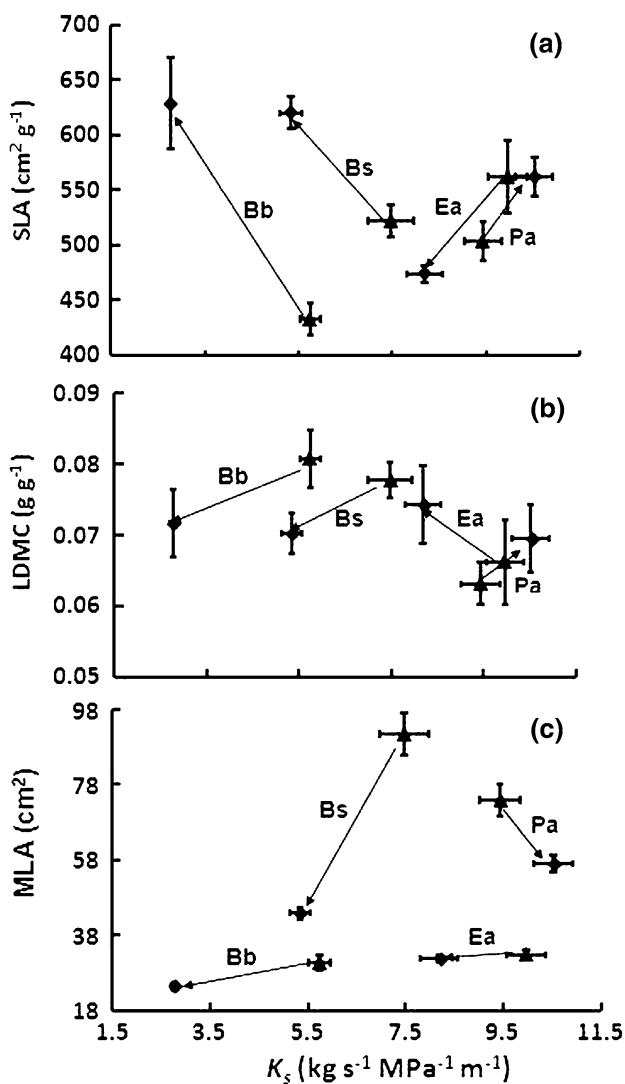 700
(a)
650
600
550
500
450
400
SLA (cm² g⁻¹)
Bb
Bs
Ea
Pa
0.09
(b)
0.08
0.07
0.06
0.05
LDMC (g g⁻¹)
Bb
Bs
Ea
Pa
98
(c)
78
58
38
18
MLA (cm²)
Bs
Pa
Bb
Ea
1.5 3.5 5.5 7.5 9.5 11.5
Kₛ (kg s⁻¹ MPa⁻¹ m⁻¹)